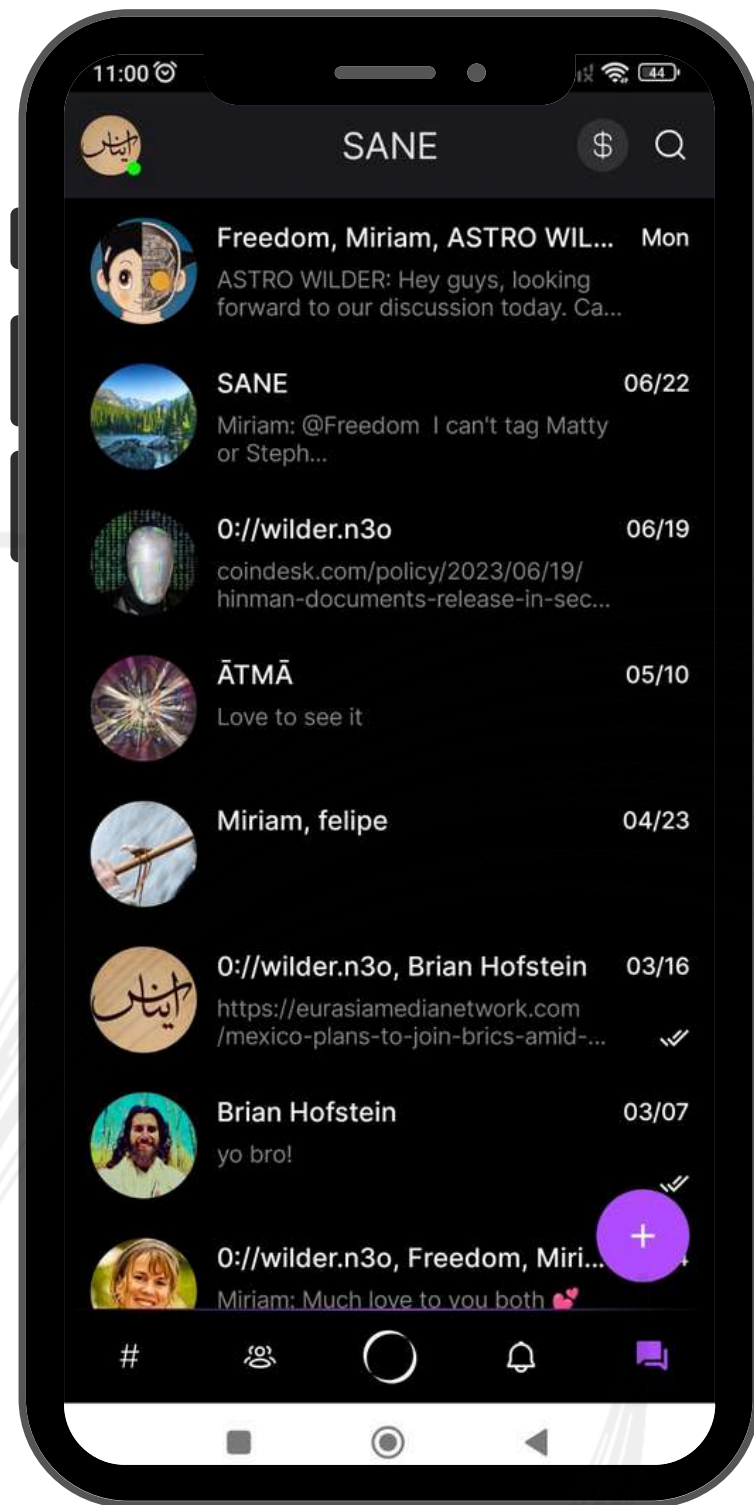 11:00
44
ایناس
SANE
$
Freedom, Miriam, ASTRO WIL... Mon
ASTRO WILDER: Hey guys, looking
forward to our discussion today. Ca...
SANE 06/22
Miriam: @Freedom I can't tag Matty
or Steph...
0://wilder.n3o 06/19
coindesk.com/policy/2023/06/19/
hinman-documents-release-in-sec...
ĀTMĀ 05/10
Love to see it
Miriam, felipe 04/23
0://wilder.n3o, Brian Hofstein 03/16
https://eurasiamedianetwork.com
/mexico-plans-to-join-brics-amid-...
ایناس
Brian Hofstein 03/07
yo bro!
0://wilder.n3o, Freedom, Miri...
Miriam: Much love to you both 💕
#